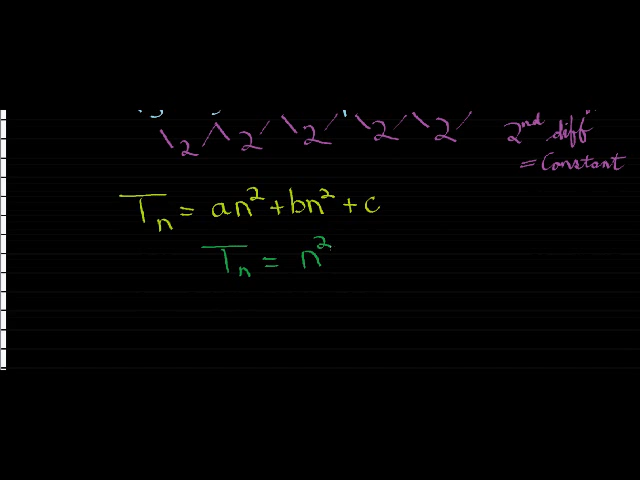 \2/ \2/ \2/ \2/ \2/ 2nd diff
= Constant
Tn = an² + bn² + c
Tn = n²